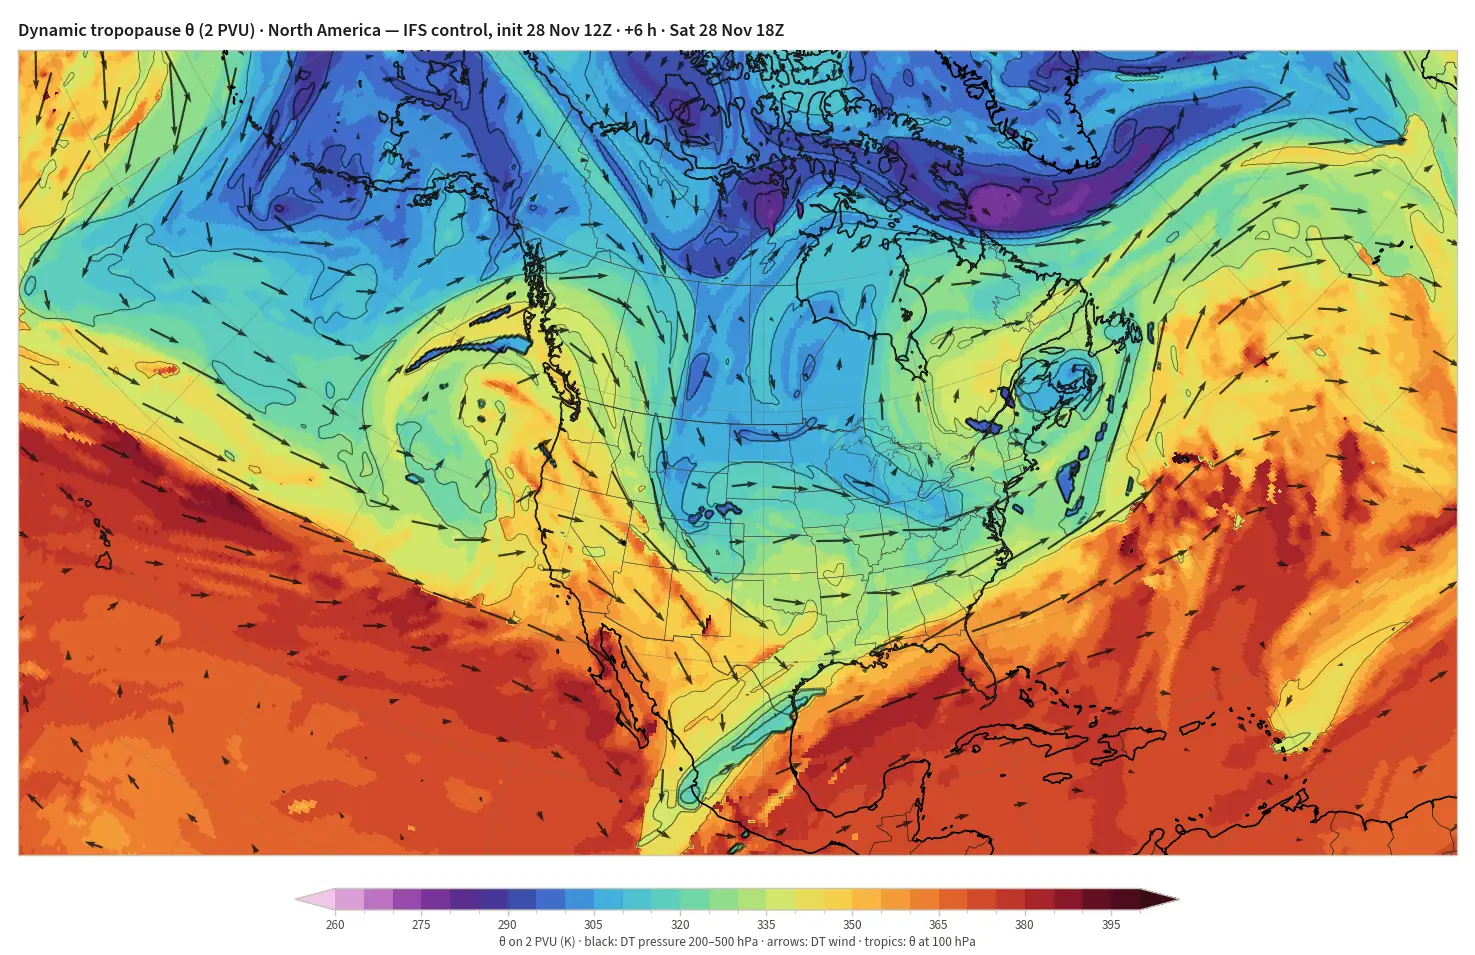 Dynamic tropopause θ (2 PVU) · North America — IFS control, init 28 Nov 12Z · +6 h · Sat 28 Nov 18Z
260 275 290 305 320 335 350 365 380 395
θ on 2 PVU (K) · black: DT pressure 200–500 hPa · arrows: DT wind · tropics: θ at 100 hPa